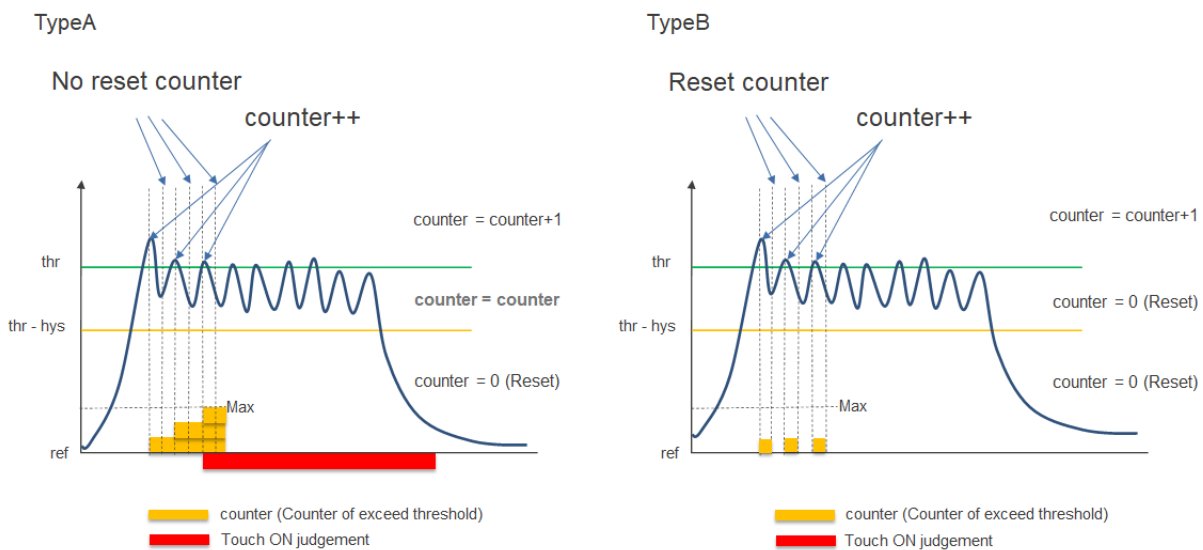 TypeA
No reset counter
counter++
counter = counter+1
thr
counter = counter
thr - hys
counter = 0 (Reset)
Max
ref
counter (Counter of exceed threshold)
Touch ON judgement
TypeB
Reset counter
counter++
counter = counter+1
thr
counter = 0 (Reset)
thr - hys
counter = 0 (Reset)
Max
ref
counter (Counter of exceed threshold)
Touch ON judgement